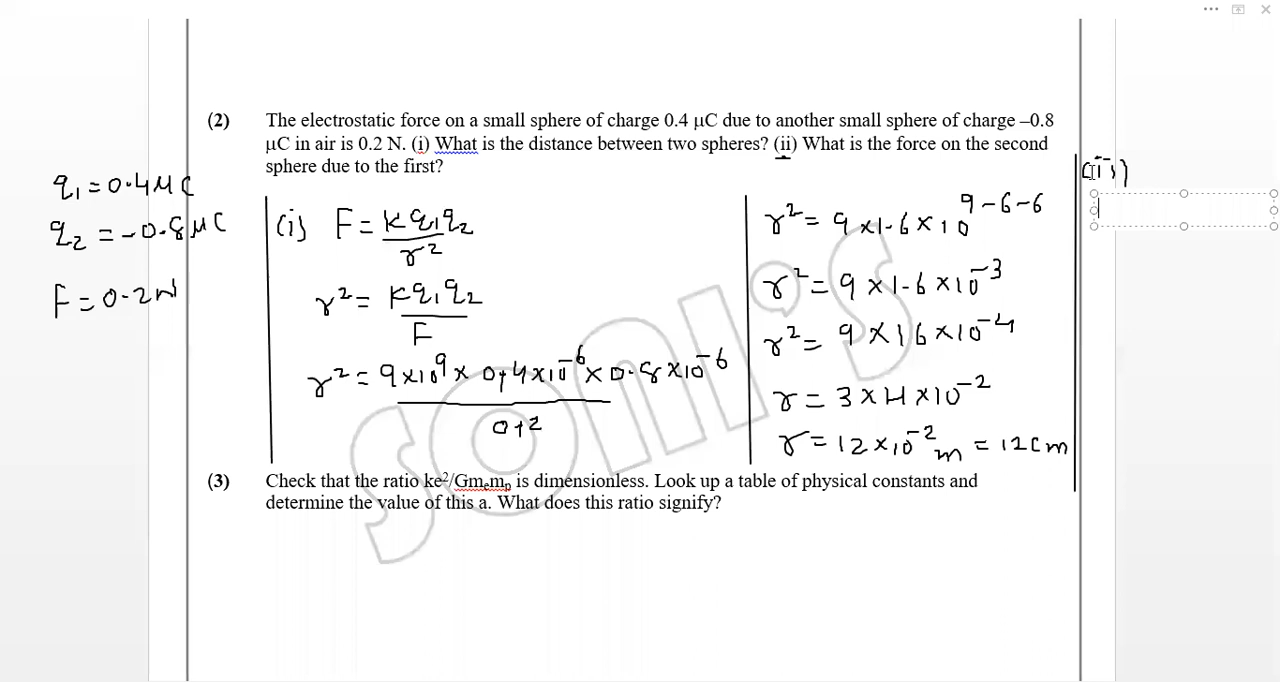 (2) The electrostatic force on a small sphere of charge 0.4 μC due to another small sphere of charge –0.8
μC in air is 0.2 N. (i) What is the distance between two spheres? (ii) What is the force on the second
sphere due to the first?
q₁ = 0.4 μC
q₂ = -0.8 μC
F = 0.2 N
(i) F = kq₁q₂ / r²
r² = kq₁q₂ / F
r² = 9×10⁹ × 0.4×10⁻⁶ × 0.8×10⁻⁶ / 0.2
r² = 9×1.6×10⁹⁻⁶⁻⁶
r² = 9×1.6×10⁻³
r² = 9×16×10⁻⁴
r = 3×4×10⁻²
r = 12×10⁻² m = 12cm
(ii)
(3) Check that the ratio ke²/Gmₑmₚ is dimensionless. Look up a table of physical constants and
determine the value of this a. What does this ratio signify?
SONI'S